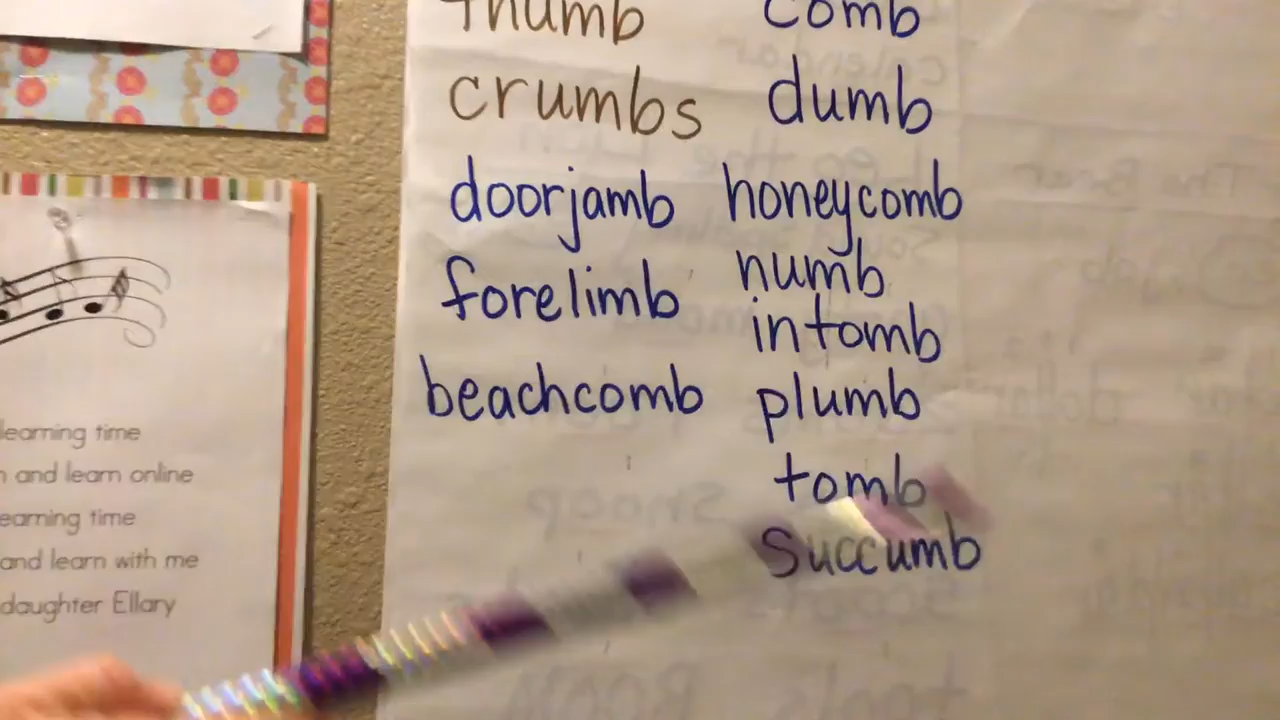 thumb comb
crumbs dumb
doorjamb honeycomb
forelimb numb
intomb
beachcomb plumb
tomb
succumb
learning time
and learn online
earning time
and learn with me
daughter Ellary